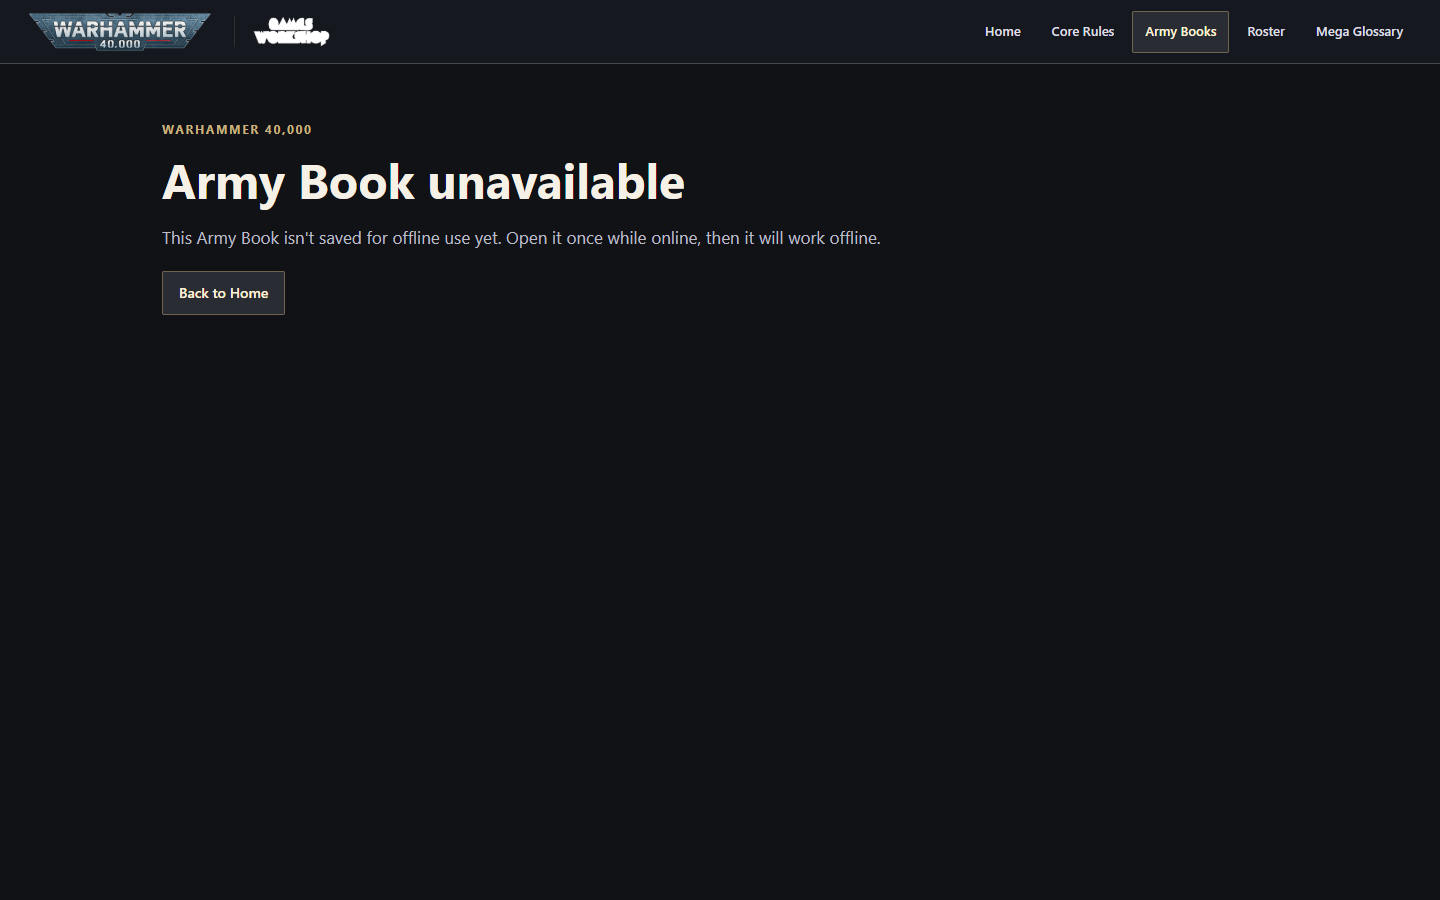 WARHAMMER
40,000
GAMES
WORKSHOP
Home
Core Rules
Army Books
Roster
Mega Glossary
WARHAMMER 40,000
Army Book unavailable
This Army Book isn't saved for offline use yet. Open it once while online, then it will work offline.
Back to Home